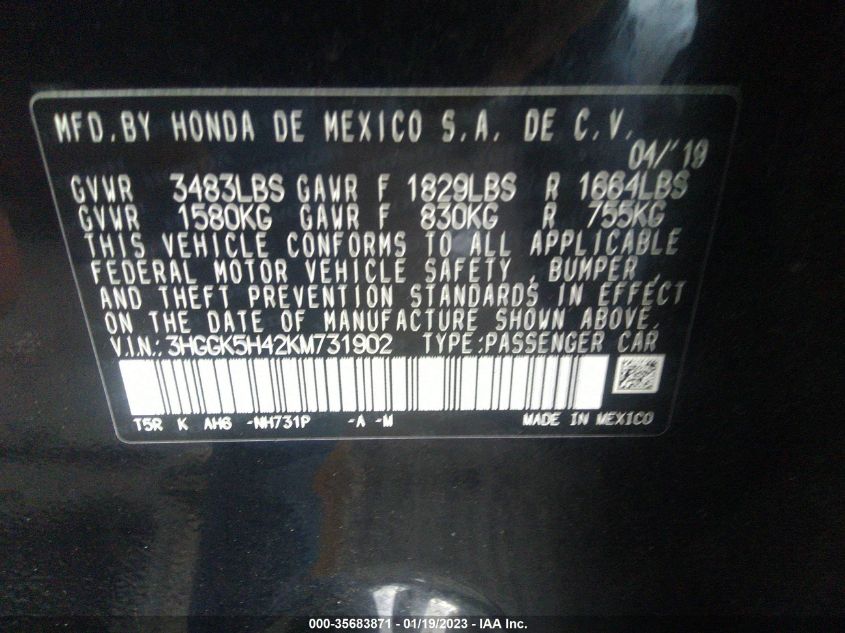 MFD. BY HONDA DE MEXICO S.A. DE C.V.
04/'19
GVWR 3483LBS GAWR F 1829LBS R 1664LBS
GVWR 1580KG GAWR F 830KG R 755KG
THIS VEHICLE CONFORMS TO ALL APPLICABLE
FEDERAL MOTOR VEHICLE SAFETY, BUMPER,
AND THEFT PREVENTION STANDARDS IN EFFECT
ON THE DATE OF MANUFACTURE SHOWN ABOVE.
V.I.N.: 3HGGK5H42KM731902 TYPE:PASSENGER CAR
T5R K AH6 -NH731P -A -M MADE IN MEXICO
000-35683871 - 01/19/2023 - IAA Inc.